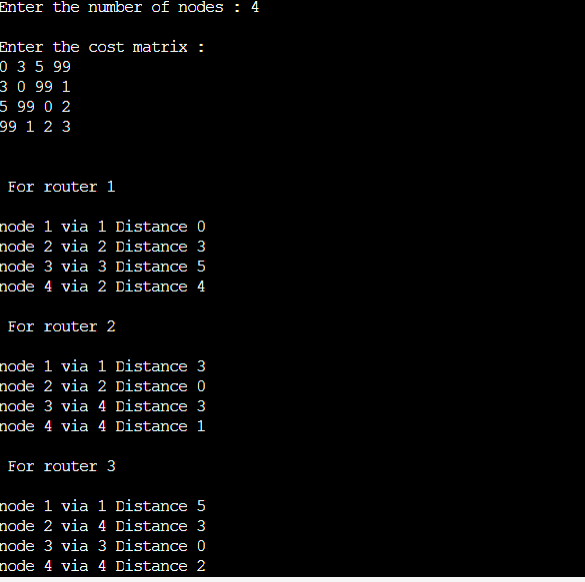 Enter the number of nodes : 4
Enter the cost matrix :
0 3 5 99
3 0 99 1
5 99 0 2
99 1 2 3
For router 1
node 1 via 1 Distance 0
node 2 via 2 Distance 3
node 3 via 3 Distance 5
node 4 via 2 Distance 4
For router 2
node 1 via 1 Distance 3
node 2 via 2 Distance 0
node 3 via 4 Distance 3
node 4 via 4 Distance 1
For router 3
node 1 via 1 Distance 5
node 2 via 4 Distance 3
node 3 via 3 Distance 0
node 4 via 4 Distance 2